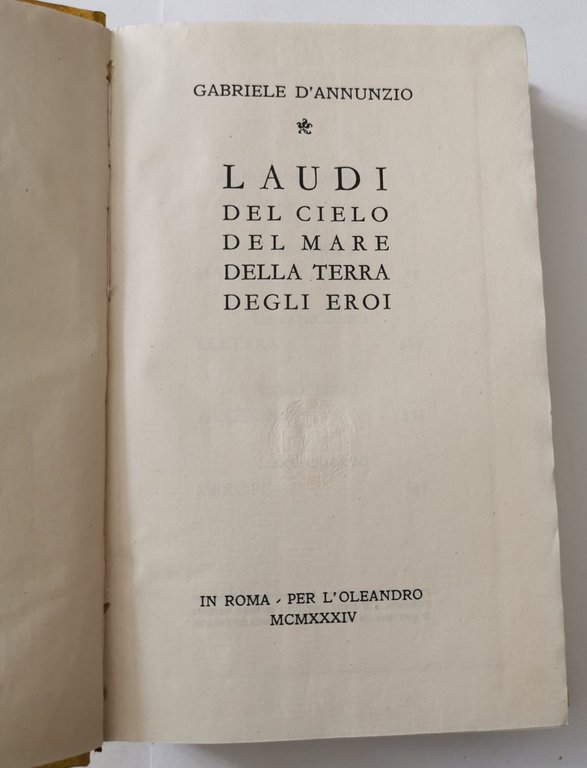 GABRIELE D'ANNUNZIO
LAUDI
DEL CIELO
DEL MARE
DELLA TERRA
DEGLI EROI
IN ROMA - PER L'OLEANDRO
MCMXXXIV